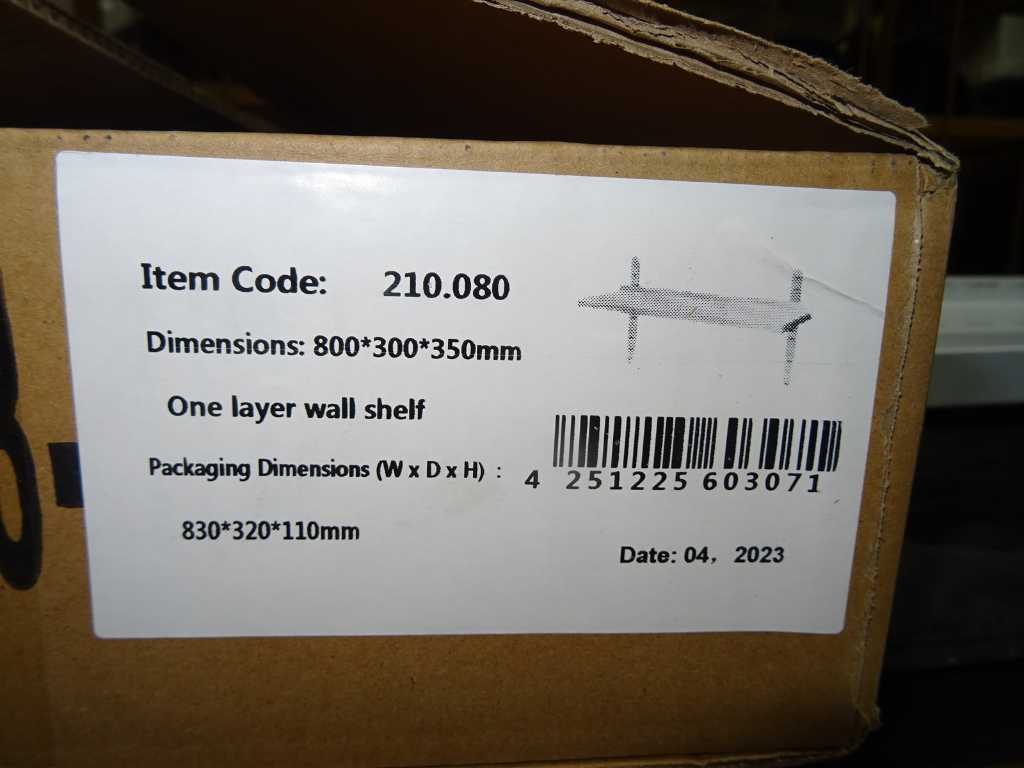 Item Code: 210.080
Dimensions: 800*300*350mm
One layer wall shelf
Packaging Dimensions (W x D x H) :
4 251225 603071
830*320*110mm
Date: 04, 2023